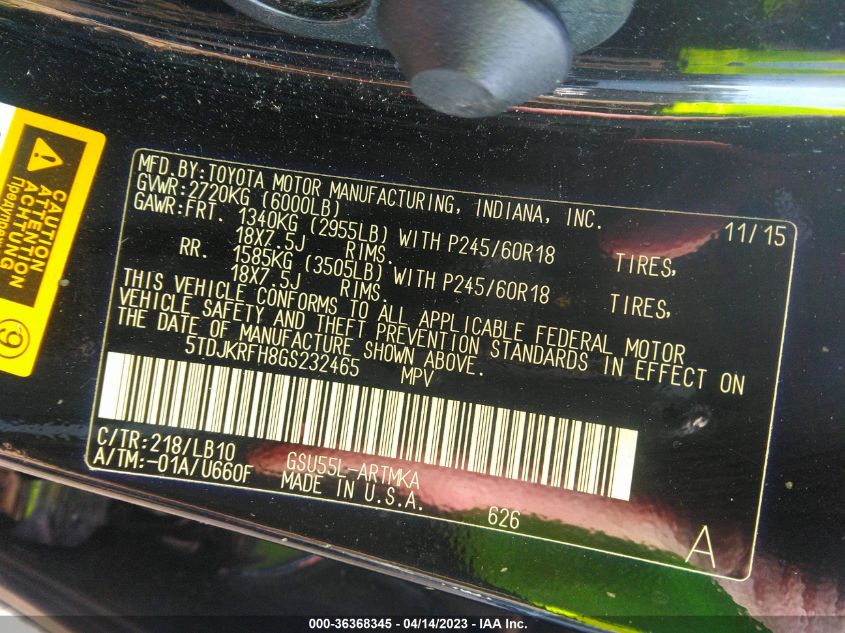 MFD.BY:TOYOTA MOTOR MANUFACTURING, INDIANA, INC. 11/15
GVWR:2720KG (6000LB)
GAWR:FRT. 1340KG (2955LB) WITH P245/60R18 TIRES,
18X7.5J RIMS.
RR. 1585KG (3505LB) WITH P245/60R18 TIRES,
18X7.5J RIMS.
THIS VEHICLE CONFORMS TO ALL APPLICABLE FEDERAL MOTOR
VEHICLE SAFETY AND THEFT PREVENTION STANDARDS IN EFFECT ON
THE DATE OF MANUFACTURE SHOWN ABOVE.
5TDJKRFH8GS232465 MPV
C/TR:218/LB10 GSU55L-ARTMKA
A/TM:-01A/U660F MADE IN U.S.A. 626
A
CAUTION
ATTENTION
ACHTUNG
000-36368345 - 04/14/2023 - IAA Inc.